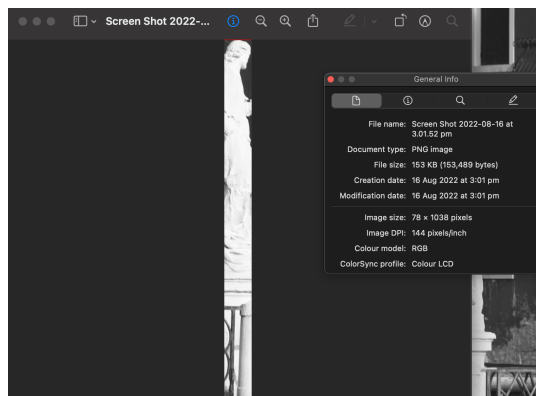 Screen Shot 2022-...
General Info
File name: Screen Shot 2022-08-16 at
3.01.52 pm
Document type: PNG image
File size: 153 KB (153,489 bytes)
Creation date: 16 Aug 2022 at 3:01 pm
Modification date: 16 Aug 2022 at 3:01 pm
Image size: 78 × 1038 pixels
Image DPI: 144 pixels/inch
Colour model: RGB
ColorSync profile: Colour LCD